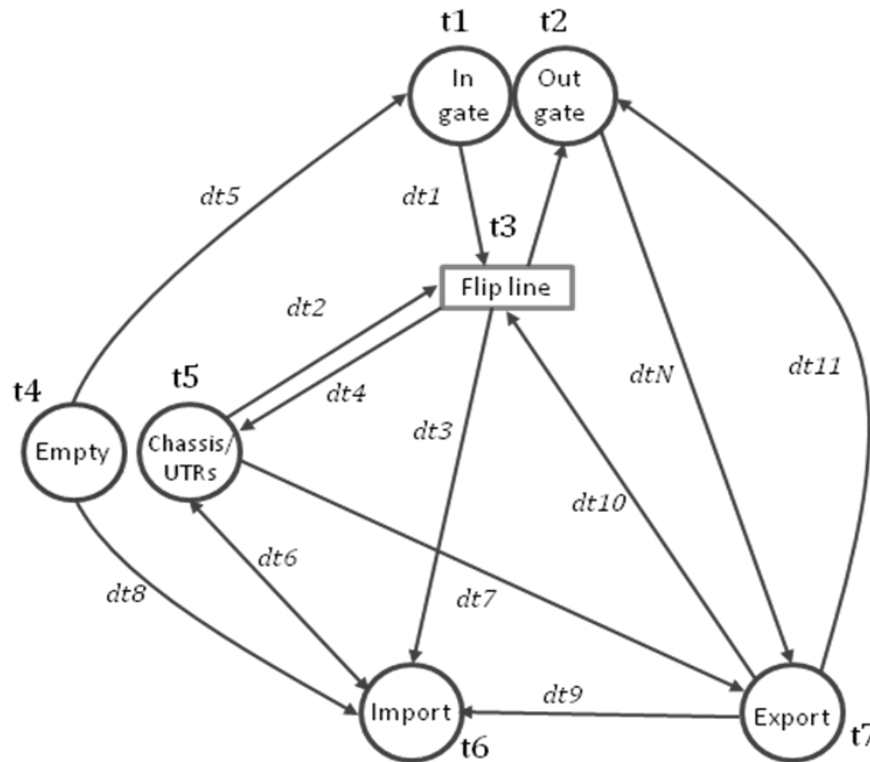 t1
t2
In
gate
Out
gate
dt5
dt1
t3
Flip line
dt2
dt4
dtN
dt11
t4
t5
Empty
Chassis/
UTRs
dt3
dt10
dt6
dt8
dt7
dt9
Import
t6
Export
t7